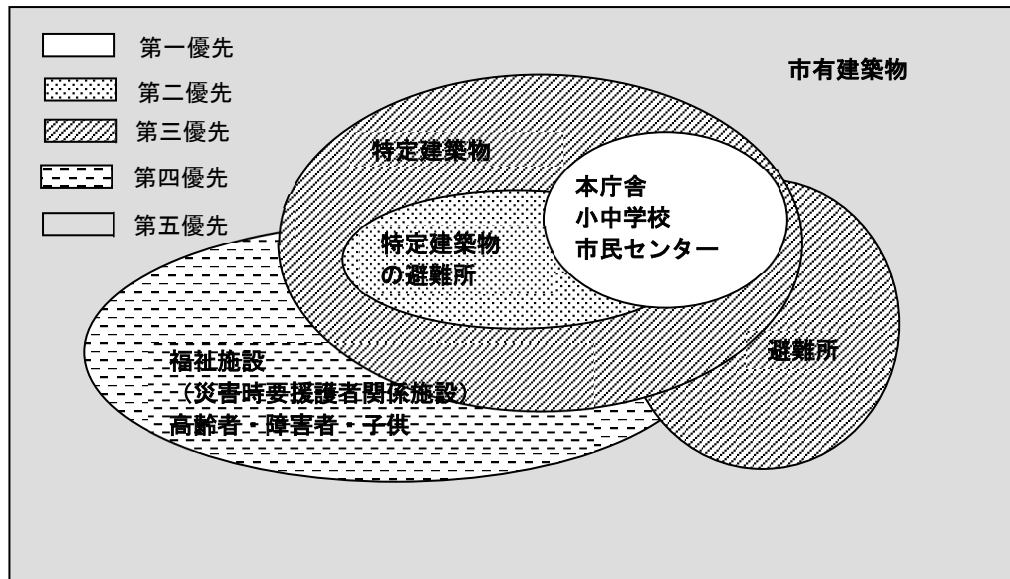 第一優先
第二優先
第三優先
第四優先
第五優先
市有建築物
特定建築物
本庁舎
小中学校
市民センター
特定建築物
の避難所
避難所
福祉施設
（災害時要援護者関係施設）
高齢者・障害者・子供